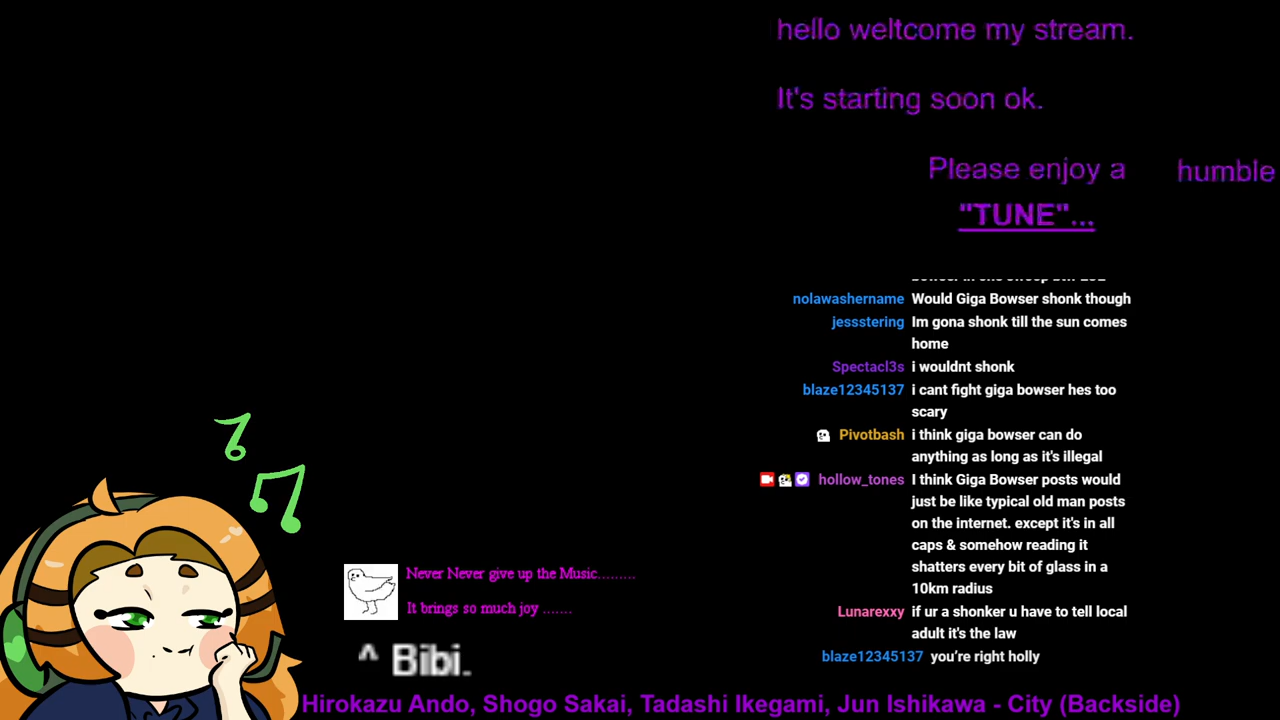 hello weltcome my stream.
It's starting soon ok.
Please enjoy a humble
"TUNE"...
nolawashername Would Giga Bowser shonk though
jessstering Im gona shonk till the sun comes
home
Spectacl3s i wouldnt shonk
blaze12345137 i cant fight giga bowser hes too
scary
Pivotbash i think giga bowser can do
anything as long as it's illegal
hollow_tones I think Giga Bowser posts would
just be like typical old man posts
on the internet. except it's in all
caps & somehow reading it
shatters every bit of glass in a
10km radius
Lunarexxy if ur a shonker u have to tell local
adult it's the law
blaze12345137 you're right holly
Never Never give up the Music.........
It brings so much joy .......
^ Bibi.
Hirokazu Ando, Shogo Sakai, Tadashi Ikegami, Jun Ishikawa - City (Backside)